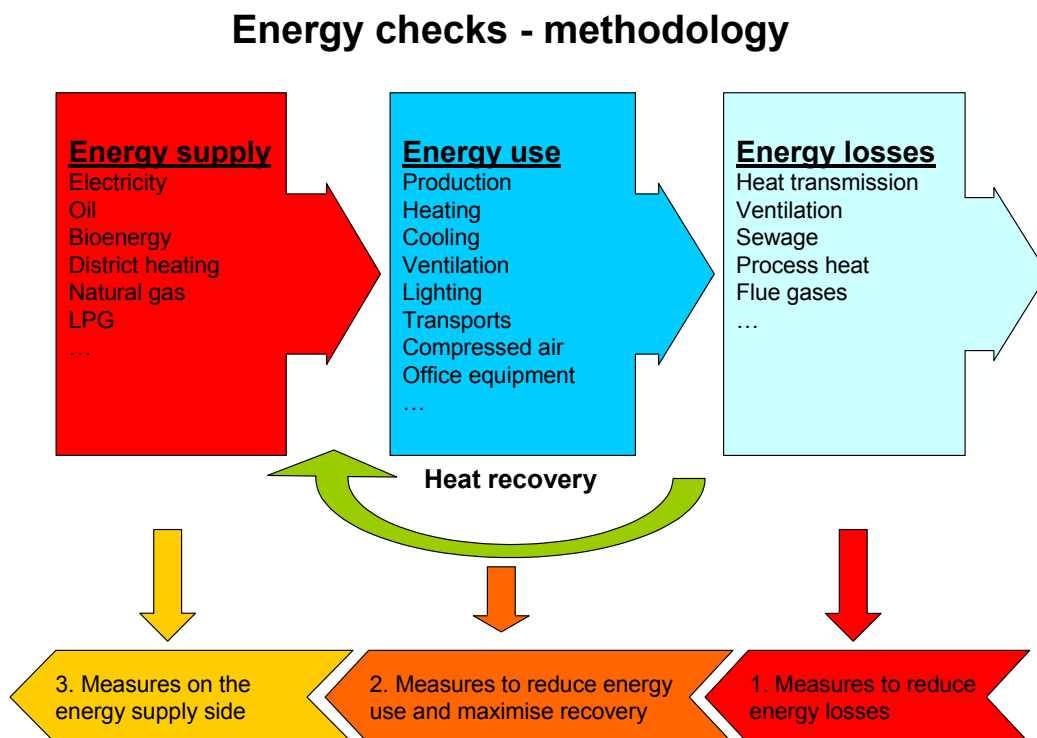 Energy checks - methodology
Energy supply
Electricity
Oil
Bioenergy
District heating
Natural gas
LPG
…
Energy use
Production
Heating
Cooling
Ventilation
Lighting
Transports
Compressed air
Office equipment
…
Energy losses
Heat transmission
Ventilation
Sewage
Process heat
Flue gases
…
Heat recovery
3. Measures on the
energy supply side
2. Measures to reduce energy
use and maximise recovery
1. Measures to reduce
energy losses